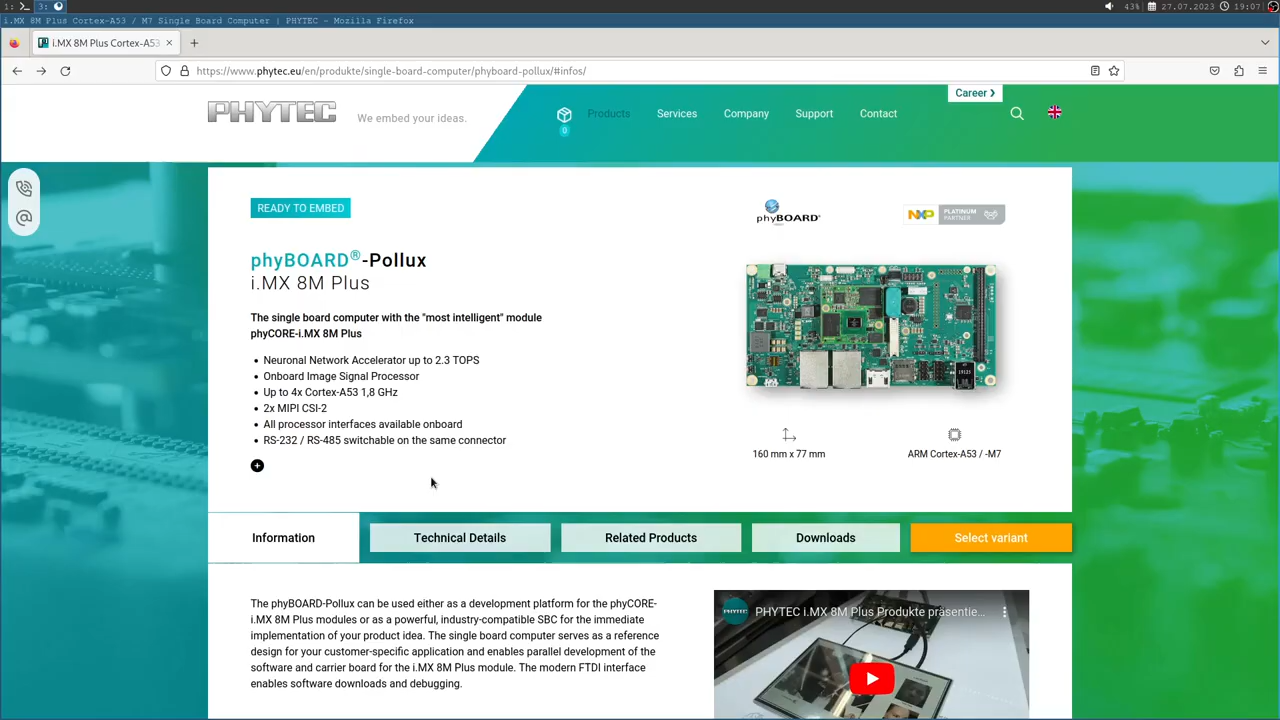 1: 3: 43% 27.07.2023 19:07
i.MX 8M Plus Cortex-A53 / M7 Single Board Computer | PHYTEC - Mozilla Firefox
i.MX 8M Plus Cortex-A53
https://www.phytec.eu/en/produkte/single-board-computer/phyboard-pollux/#infos/
Career ❯
PHYTEC We embed your ideas.
0 Products Services Company Support Contact
READY TO EMBED
phyBOARD®
NXP PLATINUM PARTNER
phyBOARD®-Pollux
i.MX 8M Plus
The single board computer with the "most intelligent" module
phyCORE-i.MX 8M Plus
• Neuronal Network Accelerator up to 2.3 TOPS
• Onboard Image Signal Processor
• Up to 4x Cortex-A53 1,8 GHz
• 2x MIPI CSI-2
• All processor interfaces available onboard
• RS-232 / RS-485 switchable on the same connector
160 mm x 77 mm
ARM Cortex-A53 / -M7
Information Technical Details Related Products Downloads Select variant
The phyBOARD-Pollux can be used either as a development platform for the phyCORE-
i.MX 8M Plus modules or as a powerful, industry-compatible SBC for the immediate
implementation of your product idea. The single board computer serves as a reference
design for your customer-specific application and enables parallel development of the
software and carrier board for the i.MX 8M Plus module. The modern FTDI interface
enables software downloads and debugging.
PHYTEC PHYTEC i.MX 8M Plus Produkte präsentie...